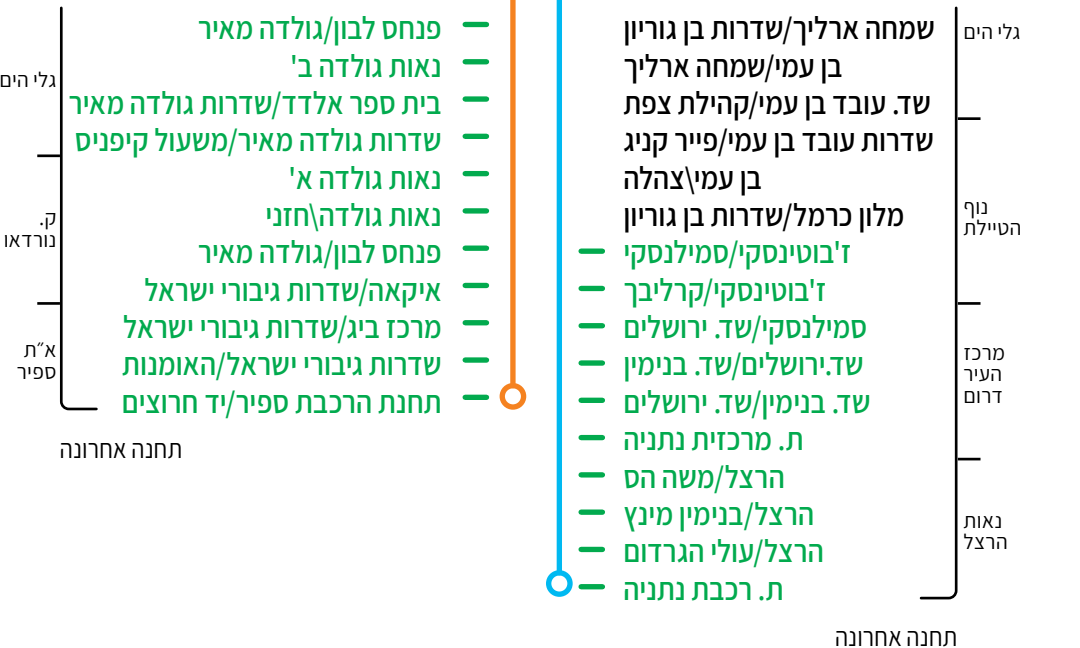 גלי הים
שמחה ארליך/שדרות בן גוריון
בן עמי/שמחה ארליך
שד. עובד בן עמי/קהילת צפת
שדרות עובד בן עמי/פייר קניג
בן עמי\צהלה
נוף
הטיילת
מלון כרמל/שדרות בן גוריון
ז'בוטינסקי/סמילנסקי
ז'בוטינסקי/קרליבך
סמילנסקי/שד. ירושלים
מרכז
העיר
דרום
שד.ירושלים/שד. בנימין
שד. בנימין/שד. ירושלים
ת. מרכזית נתניה
הרצל/משה הס
הרצל/בנימין מינץ
נאות
הרצל
הרצל/עולי הגרדום
ת. רכבת נתניה
תחנה אחרונה
פנחס לבון/גולדה מאיר
נאות גולדה ב'
גלי הים
בית ספר אלדד/שדרות גולדה מאיר
שדרות גולדה מאיר/משעול קיפניס
נאות גולדה א'
נאות גולדה\חזני
ק.
נורדאו
פנחס לבון/גולדה מאיר
איקאה/שדרות גיבורי ישראל
מרכז ביג/שדרות גיבורי ישראל
א״ת
ספיר
שדרות גיבורי ישראל/האומנות
תחנת הרכבת ספיר/יד חרוצים
תחנה אחרונה